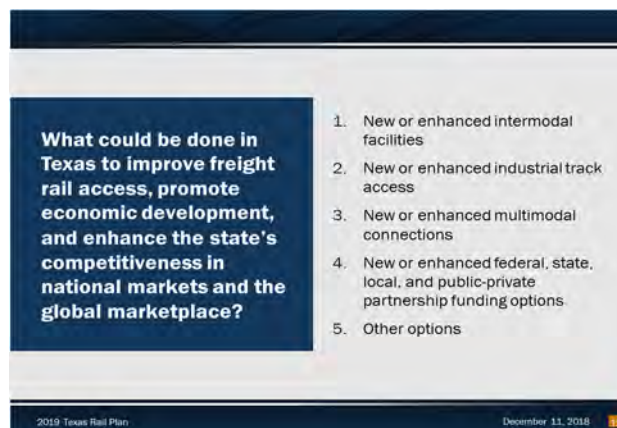 What could be done in
Texas to improve freight
rail access, promote
economic development,
and enhance the state's
competitiveness in
national markets and the
global marketplace?
1. New or enhanced intermodal
facilities
2. New or enhanced industrial track
access
3. New or enhanced multimodal
connections
4. New or enhanced federal, state,
local, and public-private
partnership funding options
5. Other options
2019 Texas Rail Plan
December 11, 2018